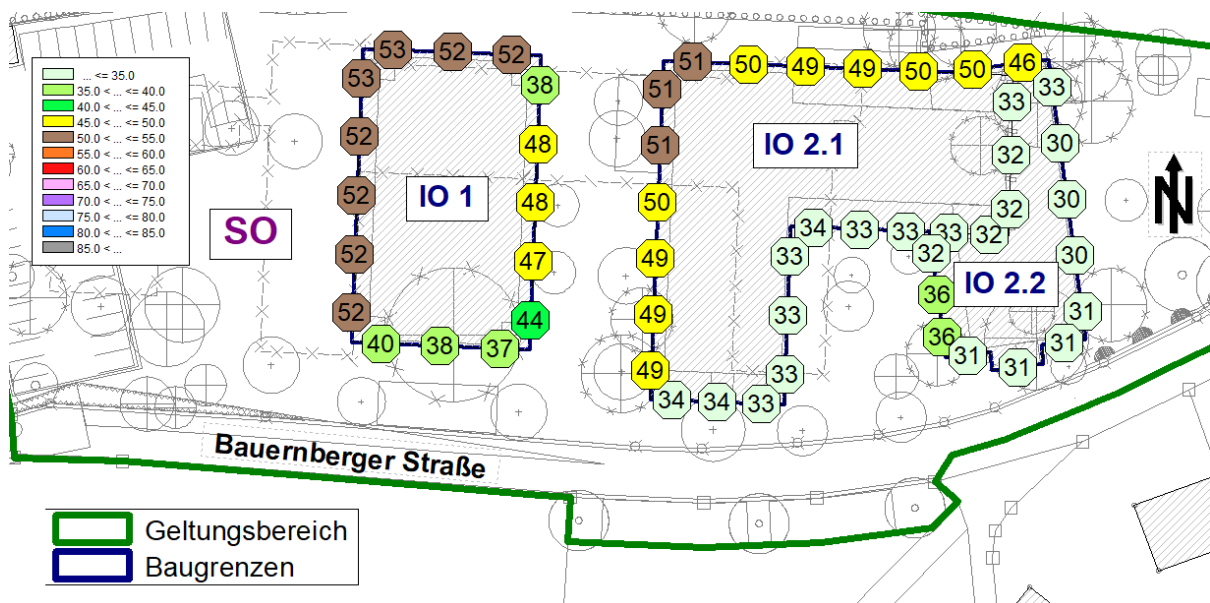 ... <= 35.0
35.0 < ... <= 40.0
40.0 < ... <= 45.0
45.0 < ... <= 50.0
50.0 < ... <= 55.0
55.0 < ... <= 60.0
60.0 < ... <= 65.0
65.0 < ... <= 70.0
70.0 < ... <= 75.0
75.0 < ... <= 80.0
80.0 < ... <= 85.0
85.0 < ...
SO
IO 1
53
52
52
53
38
52
48
52
48
52
47
52
44
40
38
37
IO 2.1
51
50
49
49
50
50
46
51
33
33
51
32
30
50
32
34
33
33
33
32
49
33
32
30
IO 2.2
36
49
33
31
36
31
31
31
49
33
34
34
33
N
Bauernberger Straße
Geltungsbereich
Baugrenzen